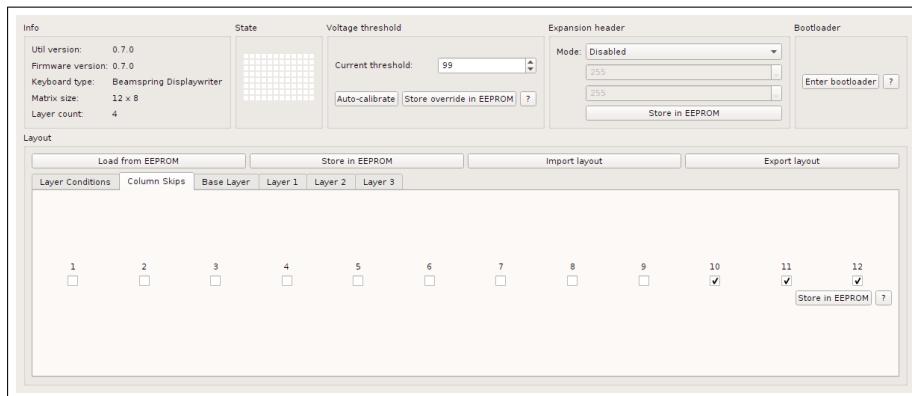 Info
Util version: 0.7.0
Firmware version: 0.7.0
Keyboard type: Beamspring Displaywriter
Matrix size: 12 x 8
Layer count: 4
State
Voltage threshold
Current threshold: 99
Auto-calibrate Store override in EEPROM ?
Expansion header
Mode: Disabled
255 ...
255 ...
Store in EEPROM
Bootloader
Enter bootloader ?
Layout
Load from EEPROM Store in EEPROM Import layout Export layout
Layer Conditions Column Skips Base Layer Layer 1 Layer 2 Layer 3
1 2 3 4 5 6 7 8 9 10 11 12
Store in EEPROM ?